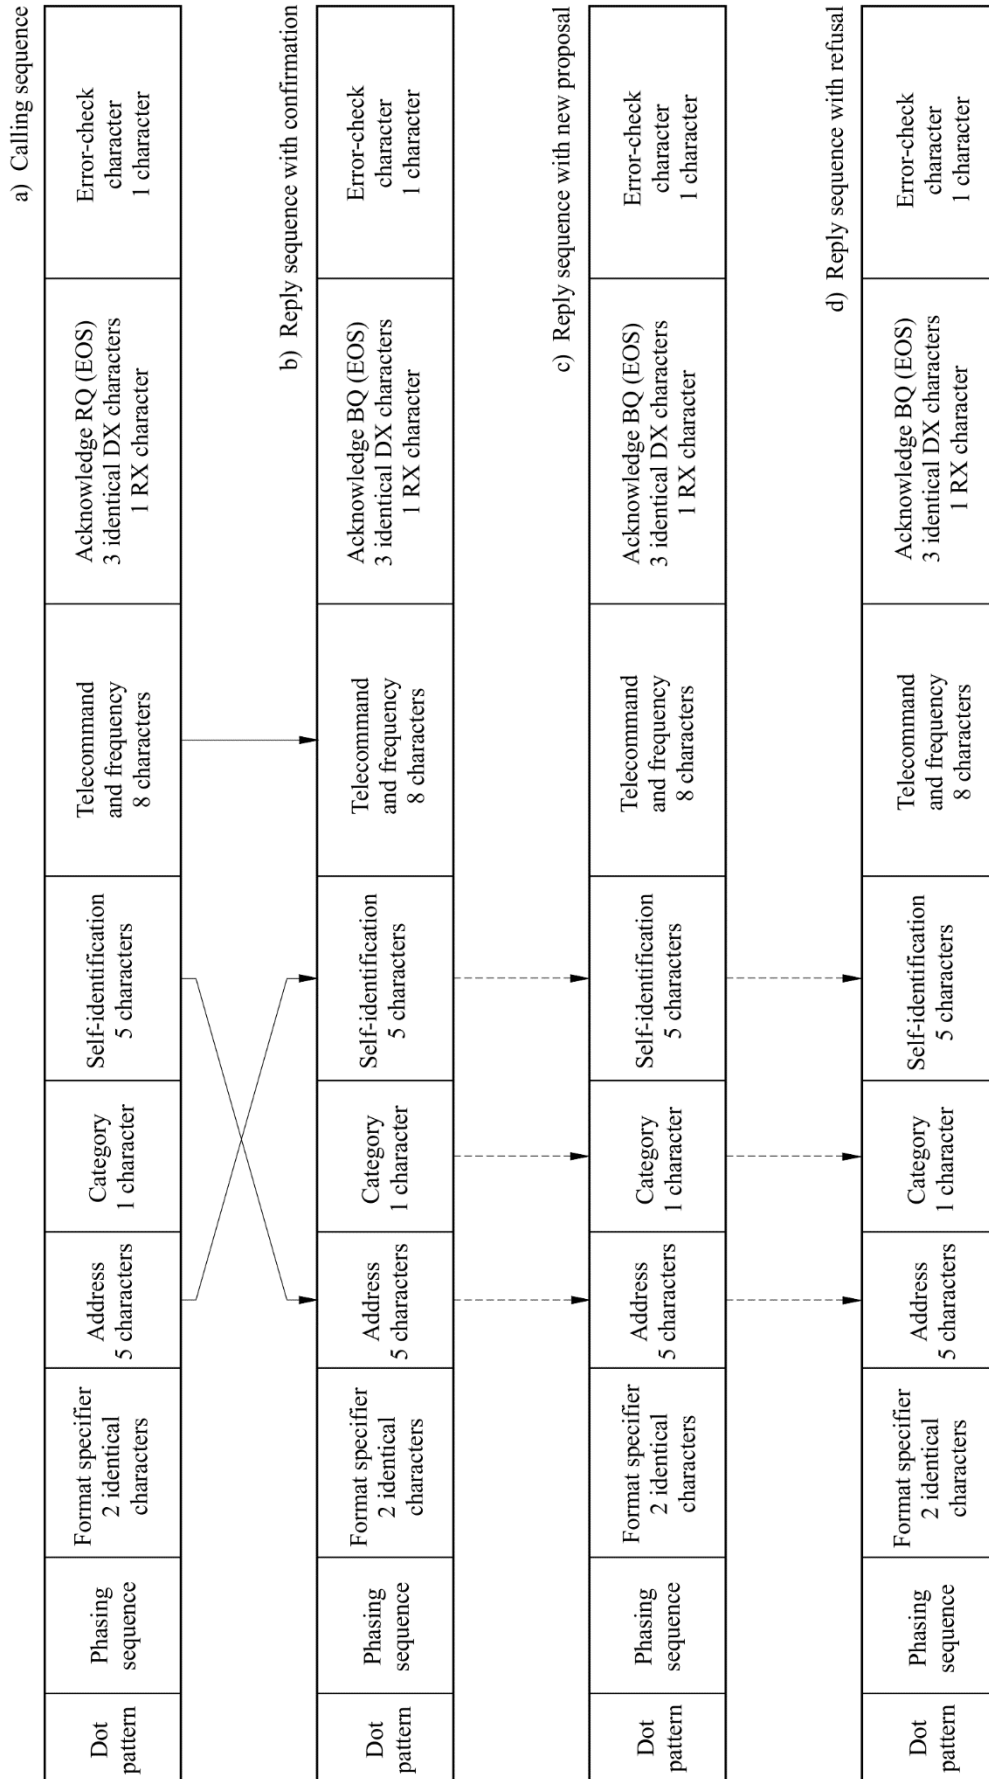 a) Calling sequence
Dot
pattern
Phasing
sequence
Format specifier
2 identical
characters
Address
5 characters
Category
1 character
Self-identification
5 characters
Telecommand
and frequency
8 characters
Acknowledge RQ (EOS)
3 identical DX characters
1 RX character
Error-check
character
1 character
b) Reply sequence with confirmation
Dot
pattern
Phasing
sequence
Format specifier
2 identical
characters
Address
5 characters
Category
1 character
Self-identification
5 characters
Telecommand
and frequency
8 characters
Acknowledge BQ (EOS)
3 identical DX characters
1 RX character
Error-check
character
1 character
c) Reply sequence with new proposal
Dot
pattern
Phasing
sequence
Format specifier
2 identical
characters
Address
5 characters
Category
1 character
Self-identification
5 characters
Telecommand
and frequency
8 characters
Acknowledge BQ (EOS)
3 identical DX characters
1 RX character
Error-check
character
1 character
d) Reply sequence with refusal
Dot
pattern
Phasing
sequence
Format specifier
2 identical
characters
Address
5 characters
Category
1 character
Self-identification
5 characters
Telecommand
and frequency
8 characters
Acknowledge BQ (EOS)
3 identical DX characters
1 RX character
Error-check
character
1 character